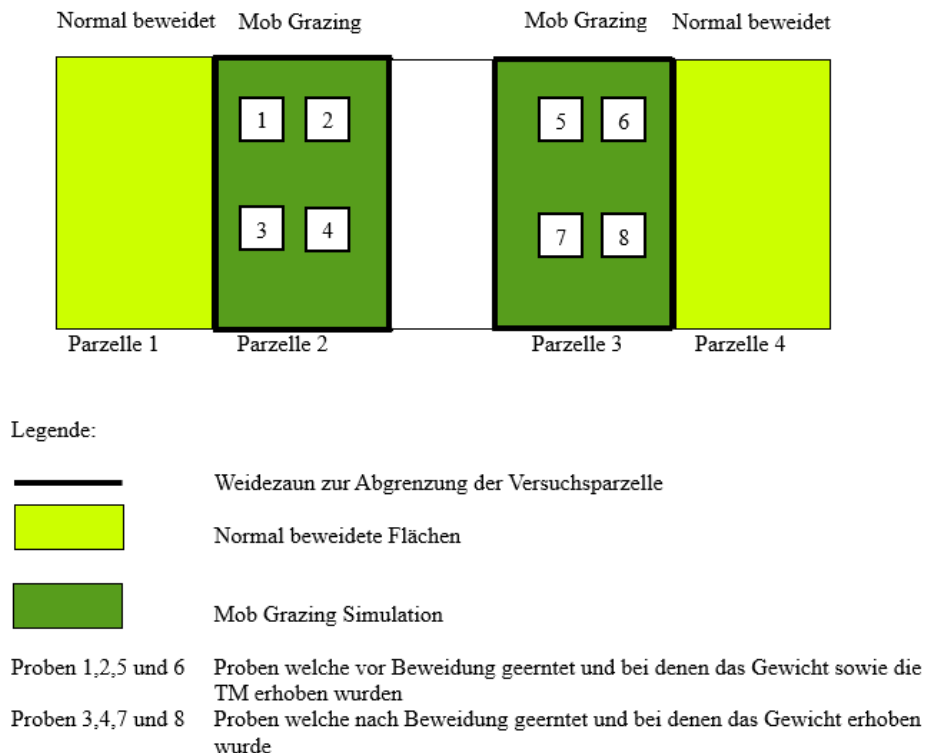 Normal beweidet Mob Grazing Mob Grazing Normal beweidet
1 2 5 6
3 4 7 8
Parzelle 1 Parzelle 2 Parzelle 3 Parzelle 4
Legende:
Weidezaun zur Abgrenzung der Versuchsparzelle
Normal beweidete Flächen
Mob Grazing Simulation
Proben 1,2,5 und 6 Proben welche vor Beweidung geerntet und bei denen das Gewicht sowie die
TM erhoben wurden
Proben 3,4,7 und 8 Proben welche nach Beweidung geerntet und bei denen das Gewicht erhoben
wurde